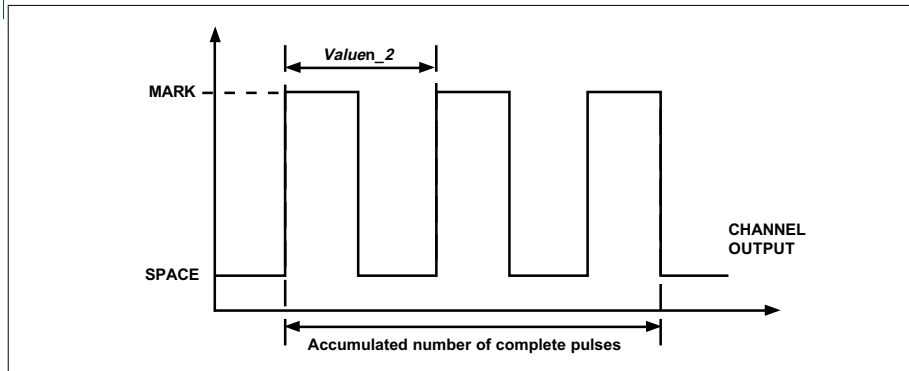 Valuen_2
MARK
CHANNEL
OUTPUT
SPACE
Accumulated number of complete pulses